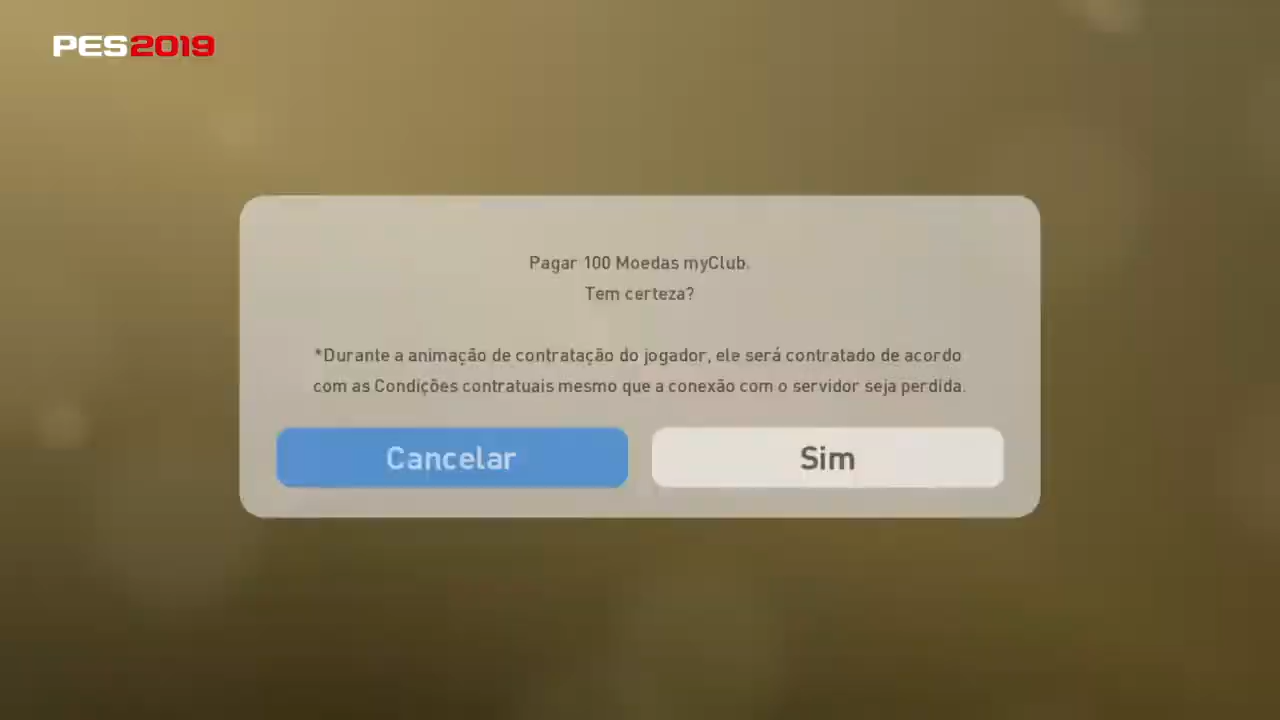 PES2019
Pagar 100 Moedas myClub.
Tem certeza?
*Durante a animação de contratação do jogador, ele será contratado de acordo
com as Condições contratuais mesmo que a conexão com o servidor seja perdida.
Cancelar Sim